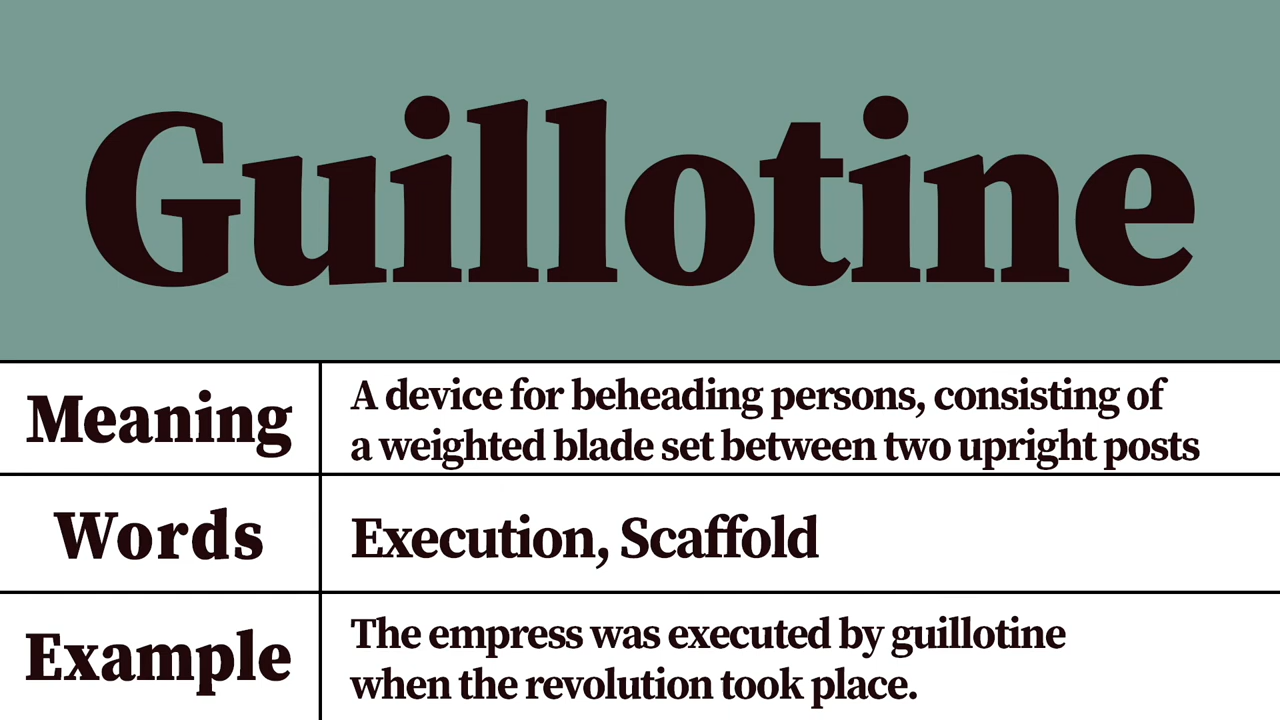 Guillotine
Meaning
A device for beheading persons, consisting of
a weighted blade set between two upright posts
Words
Execution, Scaffold
Example
The empress was executed by guillotine
when the revolution took place.